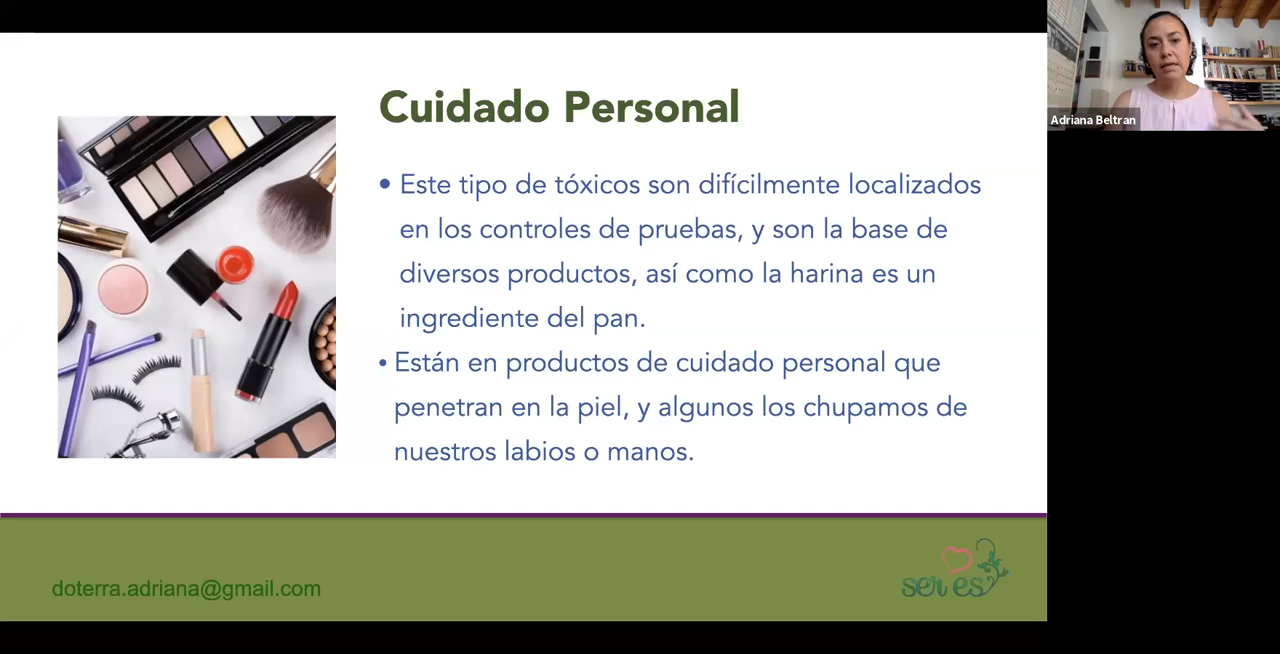 Cuidado Personal
• Este tipo de tóxicos son difícilmente localizados
en los controles de pruebas, y son la base de
diversos productos, así como la harina es un
ingrediente del pan.
• Están en productos de cuidado personal que
penetran en la piel, y algunos los chupamos de
nuestros labios o manos.
doterra.adriana@gmail.com
ser es
Adriana Beltran